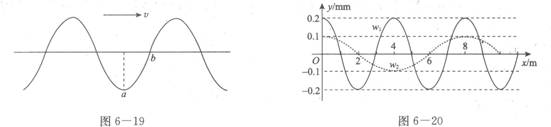 v
b
a
图 6-19
y/mm
0.2
0.1
O
-0.1
-0.2
w₁
w₂
2
4
6
8
x/m
图 6-20